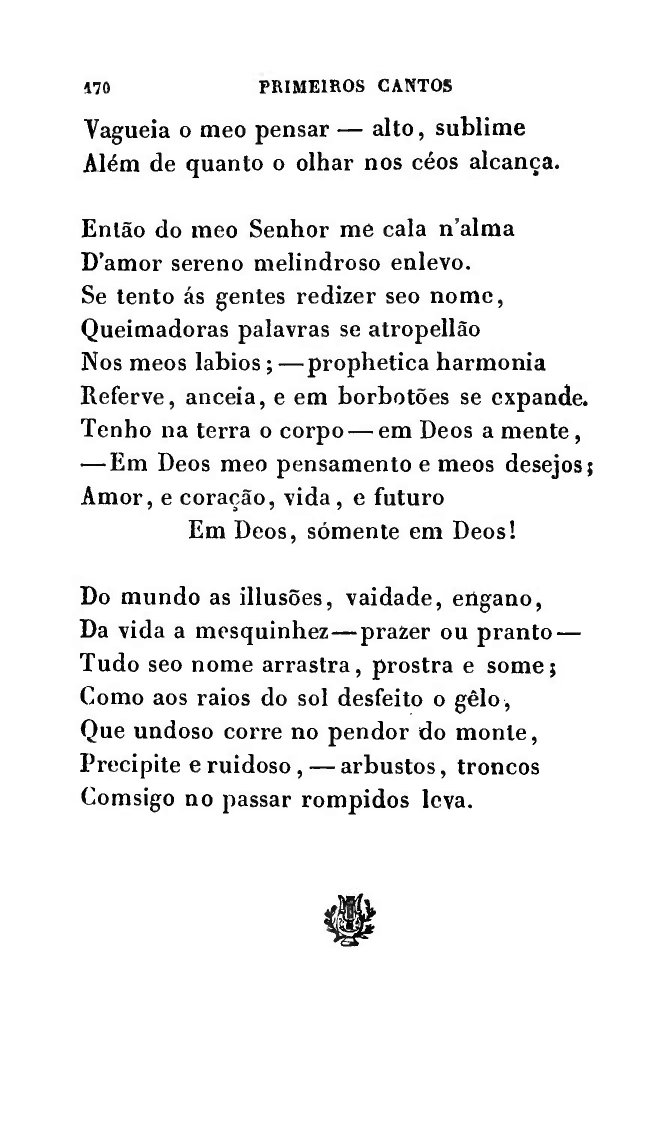 170 PRIMEIROS CANTOS
Vagueia o meo pensar — alto, sublime
Além de quanto o olhar nos céos alcança.
Então do meo Senhor me cala n'alma
D'amor sereno melindroso enlevo.
Se tento ás gentes redizer seo nome,
Queimadoras palavras se atropellão
Nos meos labios; — prophetica harmonia
Referve, anceia, e em borbotões se expande.
Tenho na terra o corpo — em Deos a mente,
— Em Deos meo pensamento e meos desejos;
Amor, e coração, vida, e futuro
Em Deos, sómente em Deos!
Do mundo as illusões, vaidade, engano,
Da vida a mesquinhez — prazer ou pranto —
Tudo seo nome arrastra, prostra e some;
Como aos raios do sol desfeito o gêlo,
Que undoso corre no pendor do monte,
Precipite e ruidoso, — arbustos, troncos
Comsigo no passar rompidos leva.